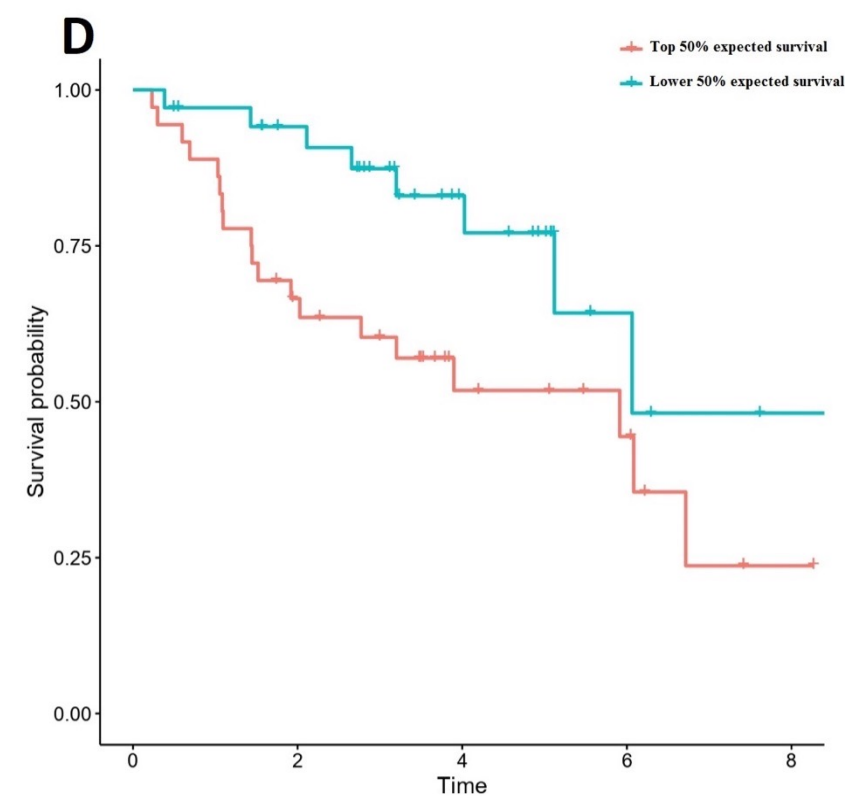 D
Top 50% expected survival
Lower 50% expected survival
1.00
0.75
0.50
0.25
0.00
Survival probability
0 2 4 6 8
Time